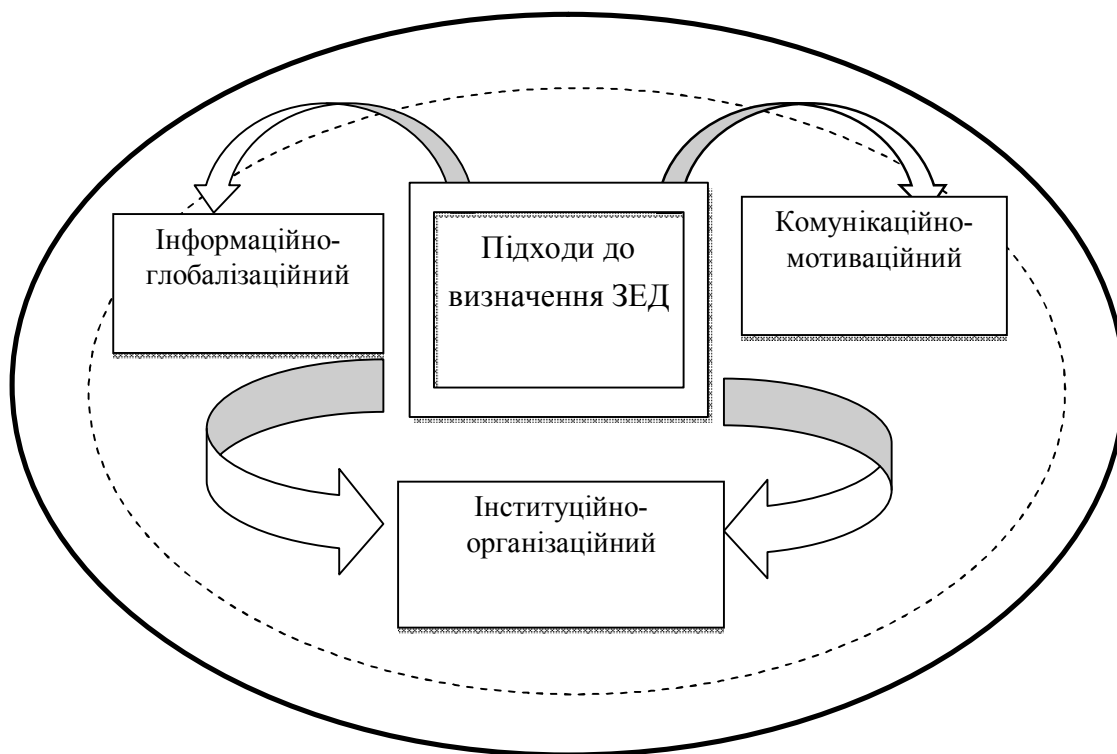 Інформаційно-
глобалізаційний
Підходи до
визначення ЗЕД
Комунікаційно-
мотиваційний
Інституційно-
організаційний